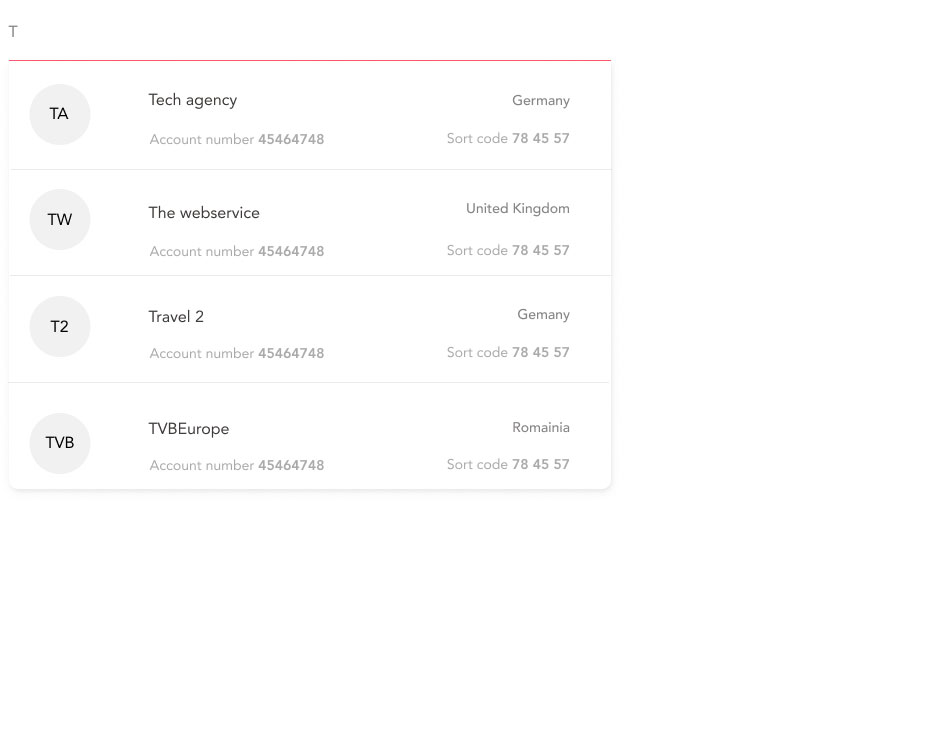 T
TA
Tech agency
Germany
Account number 45464748
Sort code 78 45 57
TW
The webservice
United Kingdom
Account number 45464748
Sort code 78 45 57
T2
Travel 2
Gemany
Account number 45464748
Sort code 78 45 57
TVB
TVBEurope
Romainia
Account number 45464748
Sort code 78 45 57